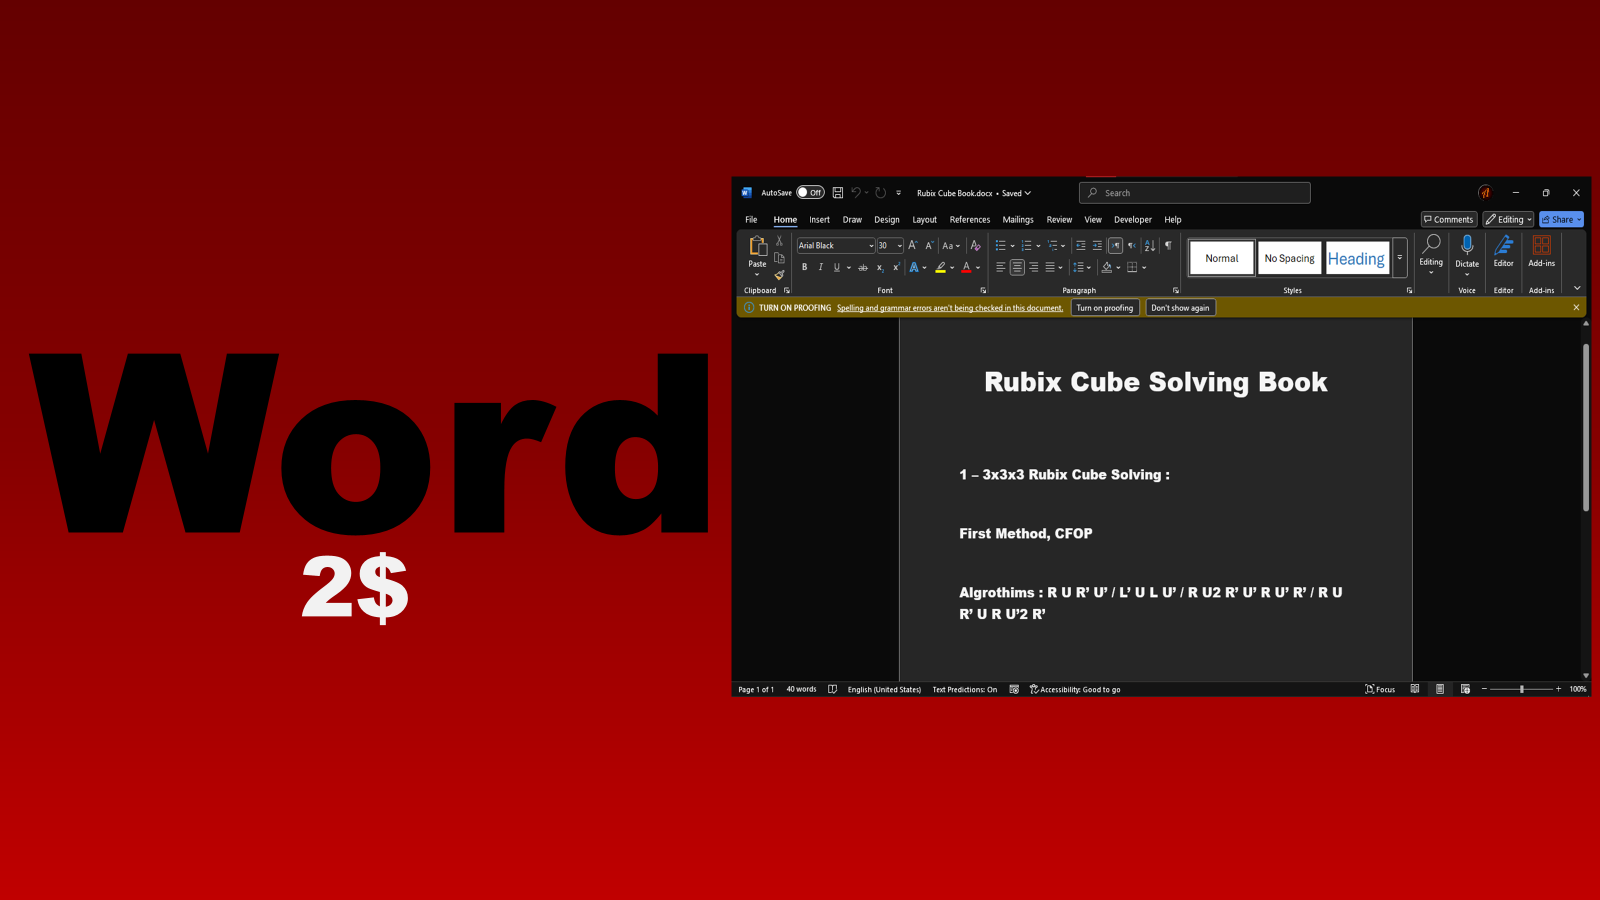 Word
2$
AutoSave Off Rubix Cube Book.docx • Saved Search
File Home Insert Draw Design Layout References Mailings Review View Developer Help Comments Editing Share
Paste Arial Black 30 Normal No Spacing Heading Editing Dictate Editor Add-ins
Clipboard Font Paragraph Styles Voice Editor Add-ins
TURN ON PROOFING Spelling and grammar errors aren't being checked in this document. Turn on proofing Don't show again
Rubix Cube Solving Book
1 – 3x3x3 Rubix Cube Solving :
First Method, CFOP
Algrothims : R U R’ U’ / L’ U L U’ / R U2 R’ U’ R U’ R’ / R U
R’ U R U’2 R’
Page 1 of 1 40 words English (United States) Text Predictions: On Accessibility: Good to go Focus 100%